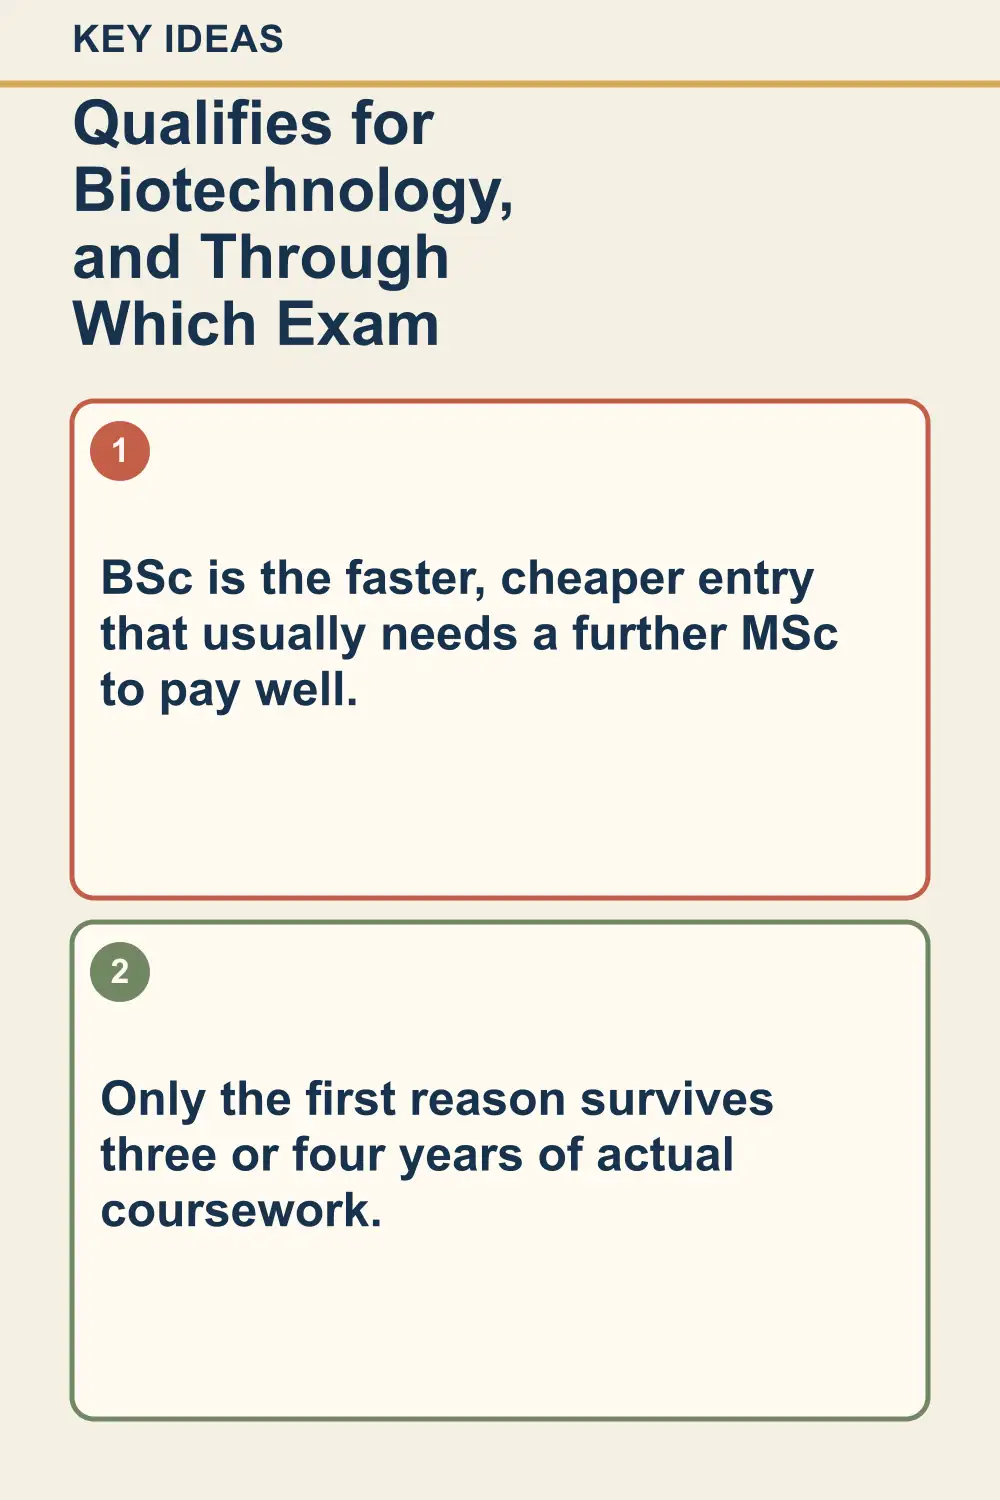 KEY IDEAS
Qualifies for
Biotechnology,
and Through
Which Exam
1
BSc is the faster, cheaper entry
that usually needs a further MSc
to pay well.
2
Only the first reason survives
three or four years of actual
coursework.